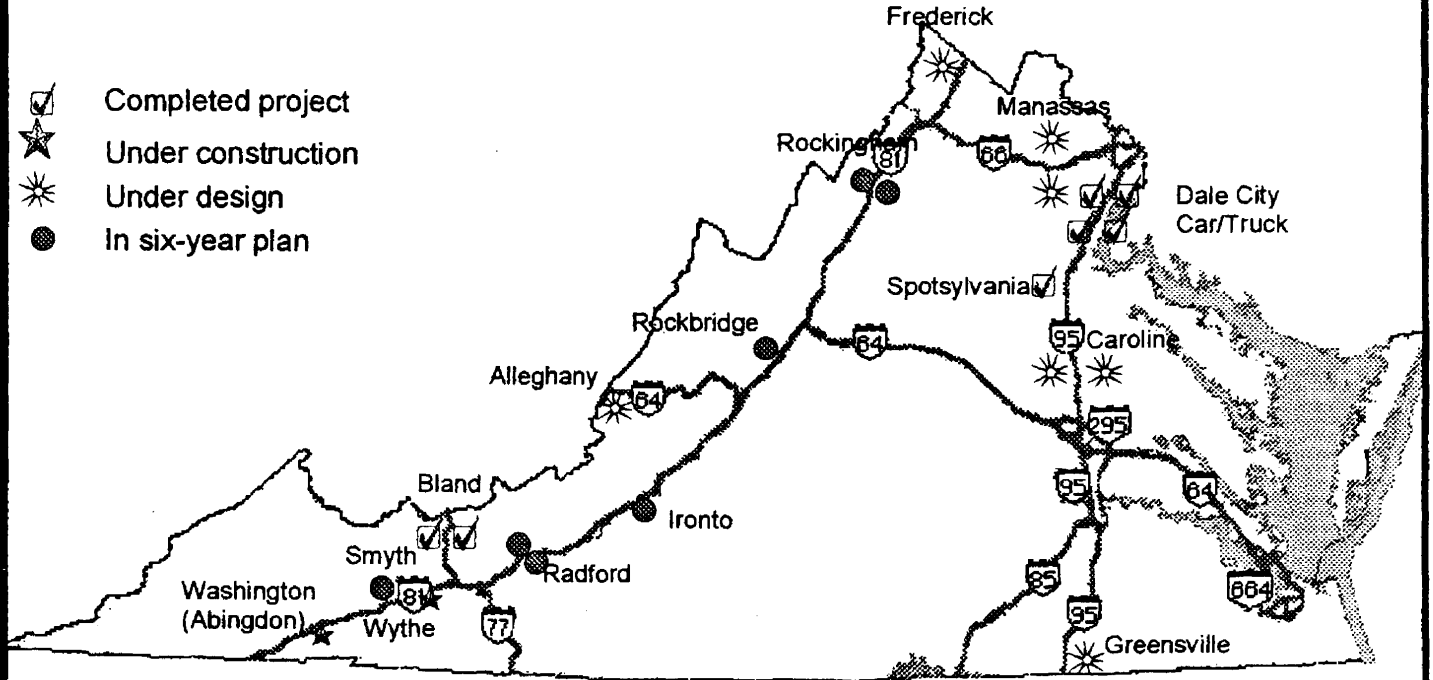 Frederick
Completed project
Under construction
Under design
In six-year plan
Manassas
Rockingham
81
66
Dale City
Car/Truck
Spotsylvania
Rockbridge
64
95
Caroline
Alleghany
64
295
Bland
95
64
Ironto
Smyth
Radford
Washington
(Abingdon)
81
Wythe
77
85
95
664
Greensville